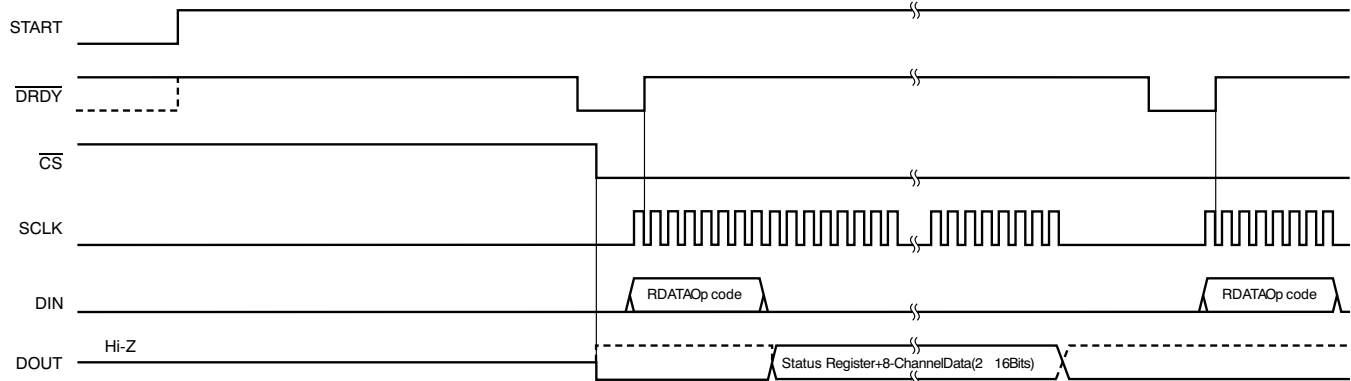 START
DRDY
CS
SCLK
DIN
RDATAOp code
RDATAOp code
Hi-Z
DOUT
Status Register+8-ChannelData(2 16Bits)